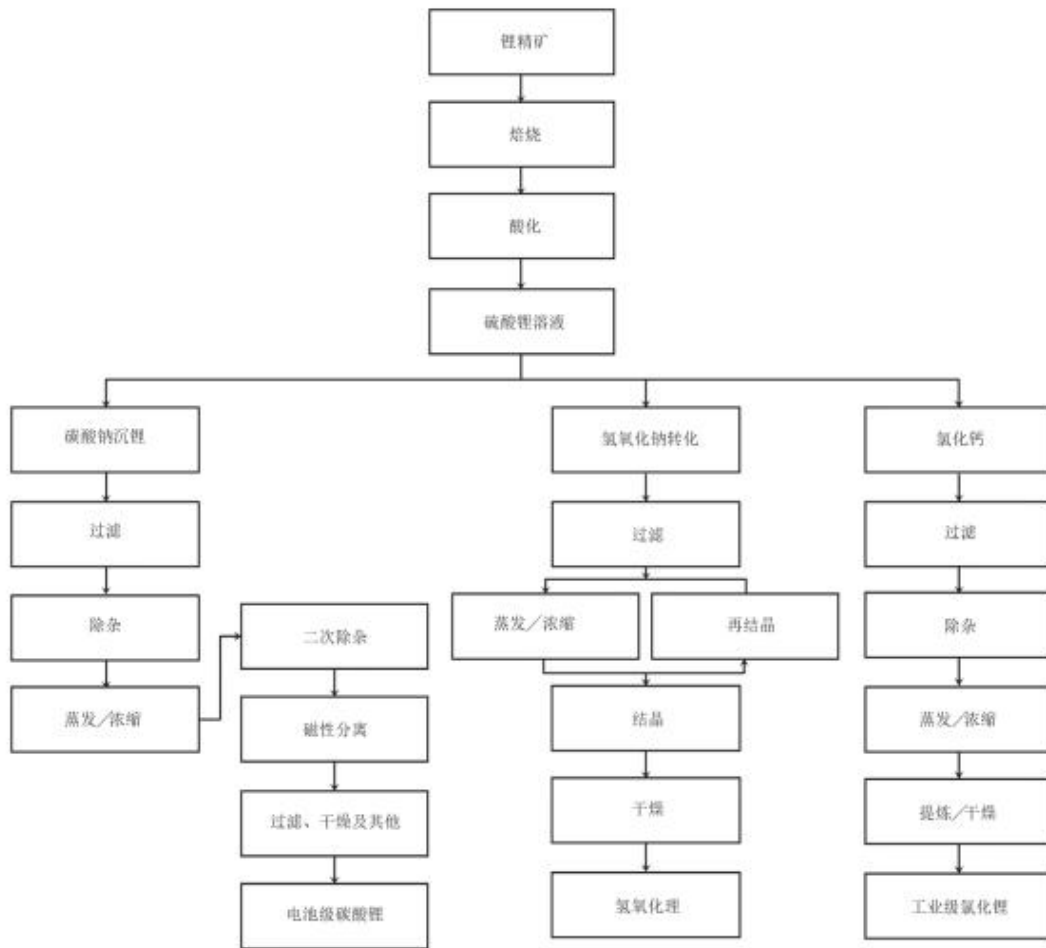 锂精矿
焙烧
酸化
硫酸锂溶液
碳酸钠沉锂
过滤
除杂
蒸发／浓缩
二次除杂
磁性分离
过滤、干燥及其他
电池级碳酸锂
氢氧化钠转化
过滤
蒸发／浓缩
再结晶
结晶
干燥
氢氧化理
氯化钙
过滤
除杂
蒸发／浓缩
提炼／干燥
工业级氯化锂